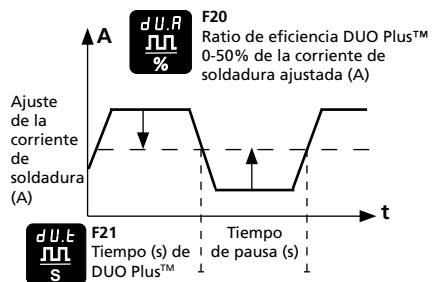 dU.A
%
F20
Ratio de eficiencia DUO Plus™
0-50% de la corriente de
soldadura ajustada (A)
A
Ajuste
de la
corriente
de
soldadura
(A)
t
dU.t
S
F21
Tiempo (s) de
DUO Plus™
Tiempo
de pausa (s)